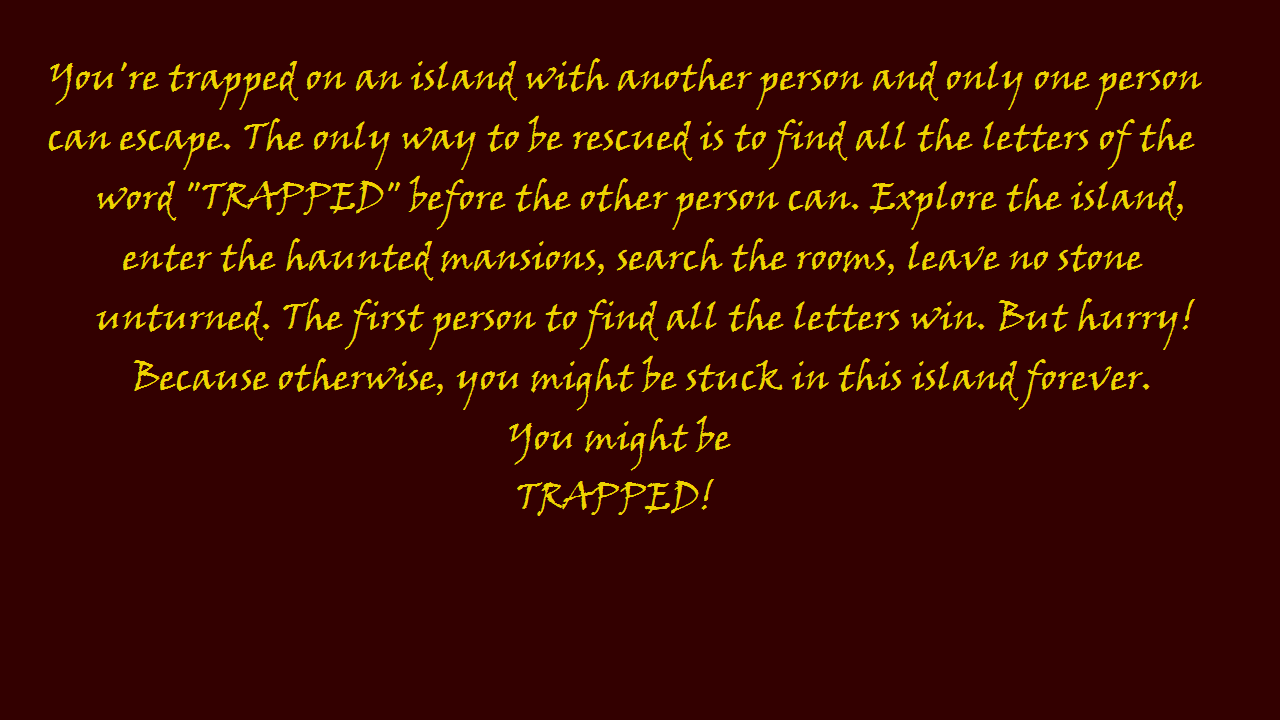 You're trapped on an island with another person and only one person
can escape. The only way to be rescued is to find all the letters of the
word "TRAPPED" before the other person can. Explore the island,
enter the haunted mansions, search the rooms, leave no stone
unturned. The first person to find all the letters win. But hurry!
Because otherwise, you might be stuck in this island forever.
You might be
TRAPPED!